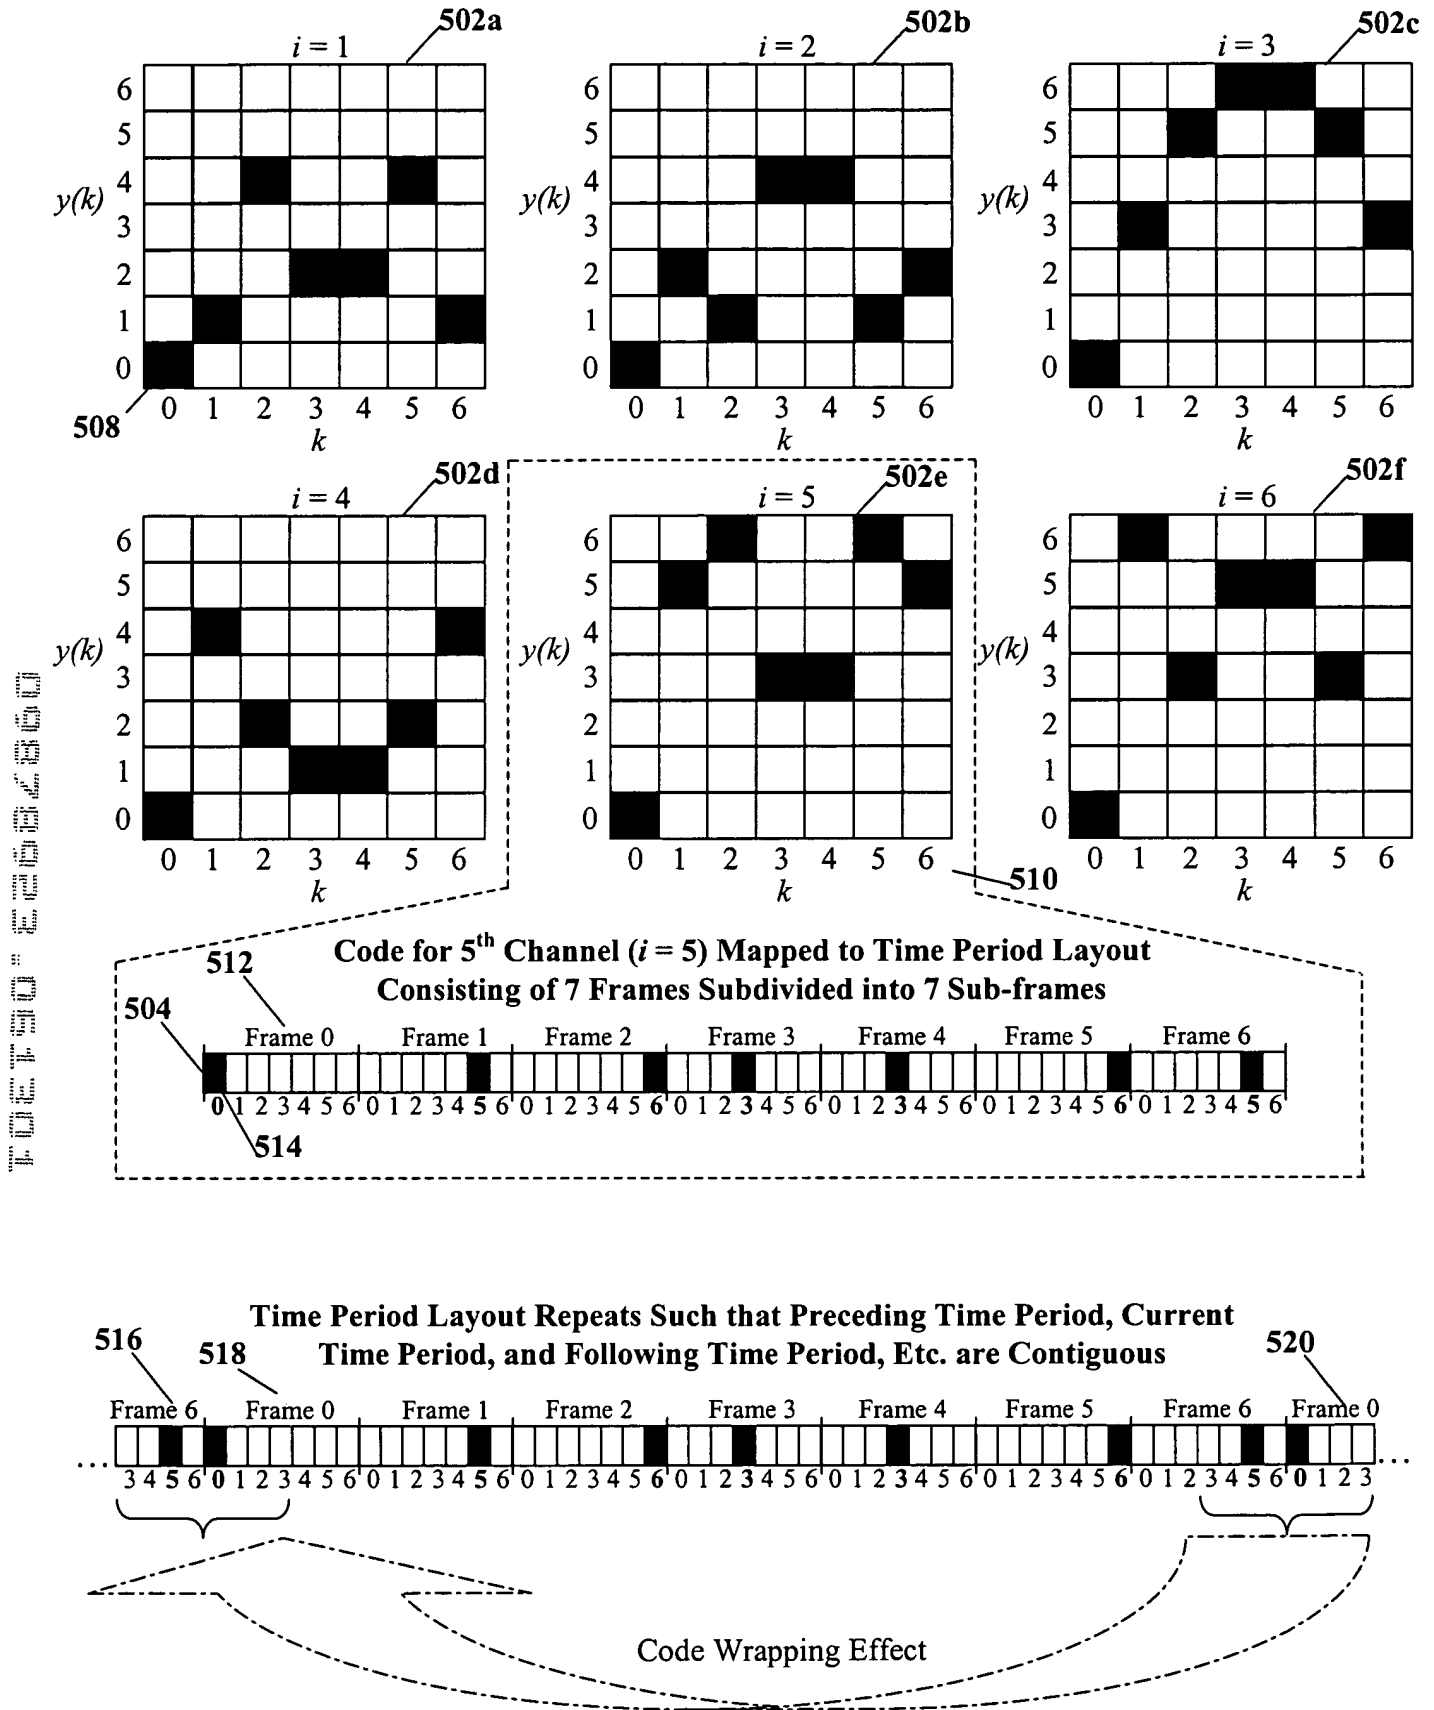 502a
i = 1
6
5
4
y(k)
3
2
1
0
508
0 1 2 3 4 5 6
k
502b
i = 2
6
5
4
y(k)
3
2
1
0
0 1 2 3 4 5 6
k
502c
i = 3
6
5
4
y(k)
3
2
1
0
0 1 2 3 4 5 6
k
502d
i = 4
6
5
4
y(k)
3
2
1
0
0 1 2 3 4 5 6
k
502e
i = 5
6
5
4
y(k)
3
2
1
0
0 1 2 3 4 5 6
k
502f
i = 6
6
5
4
y(k)
3
2
1
0
0 1 2 3 4 5 6
k
510
Code for 5th Channel (i = 5) Mapped to Time Period Layout
Consisting of 7 Frames Subdivided into 7 Sub-frames
512
504
Frame 0 Frame 1 Frame 2 Frame 3 Frame 4 Frame 5 Frame 6
0 1 2 3 4 5 6 0 1 2 3 4 5 6 0 1 2 3 4 5 6 0 1 2 3 4 5 6 0 1 2 3 4 5 6 0 1 2 3 4 5 6 0 1 2 3 4 5 6
514
Time Period Layout Repeats Such that Preceding Time Period, Current
Time Period, and Following Time Period, Etc. are Contiguous
516
518
520
Frame 6 Frame 0 Frame 1 Frame 2 Frame 3 Frame 4 Frame 5 Frame 6 Frame 0
... ...
3 4 5 6 0 1 2 3 4 5 6 0 1 2 3 4 5 6 0 1 2 3 4 5 6 0 1 2 3 4 5 6 0 1 2 3 4 5 6 0 1 2 3 4 5 6 0 1 2 3 4 5 6 0 1 2 3
Code Wrapping Effect